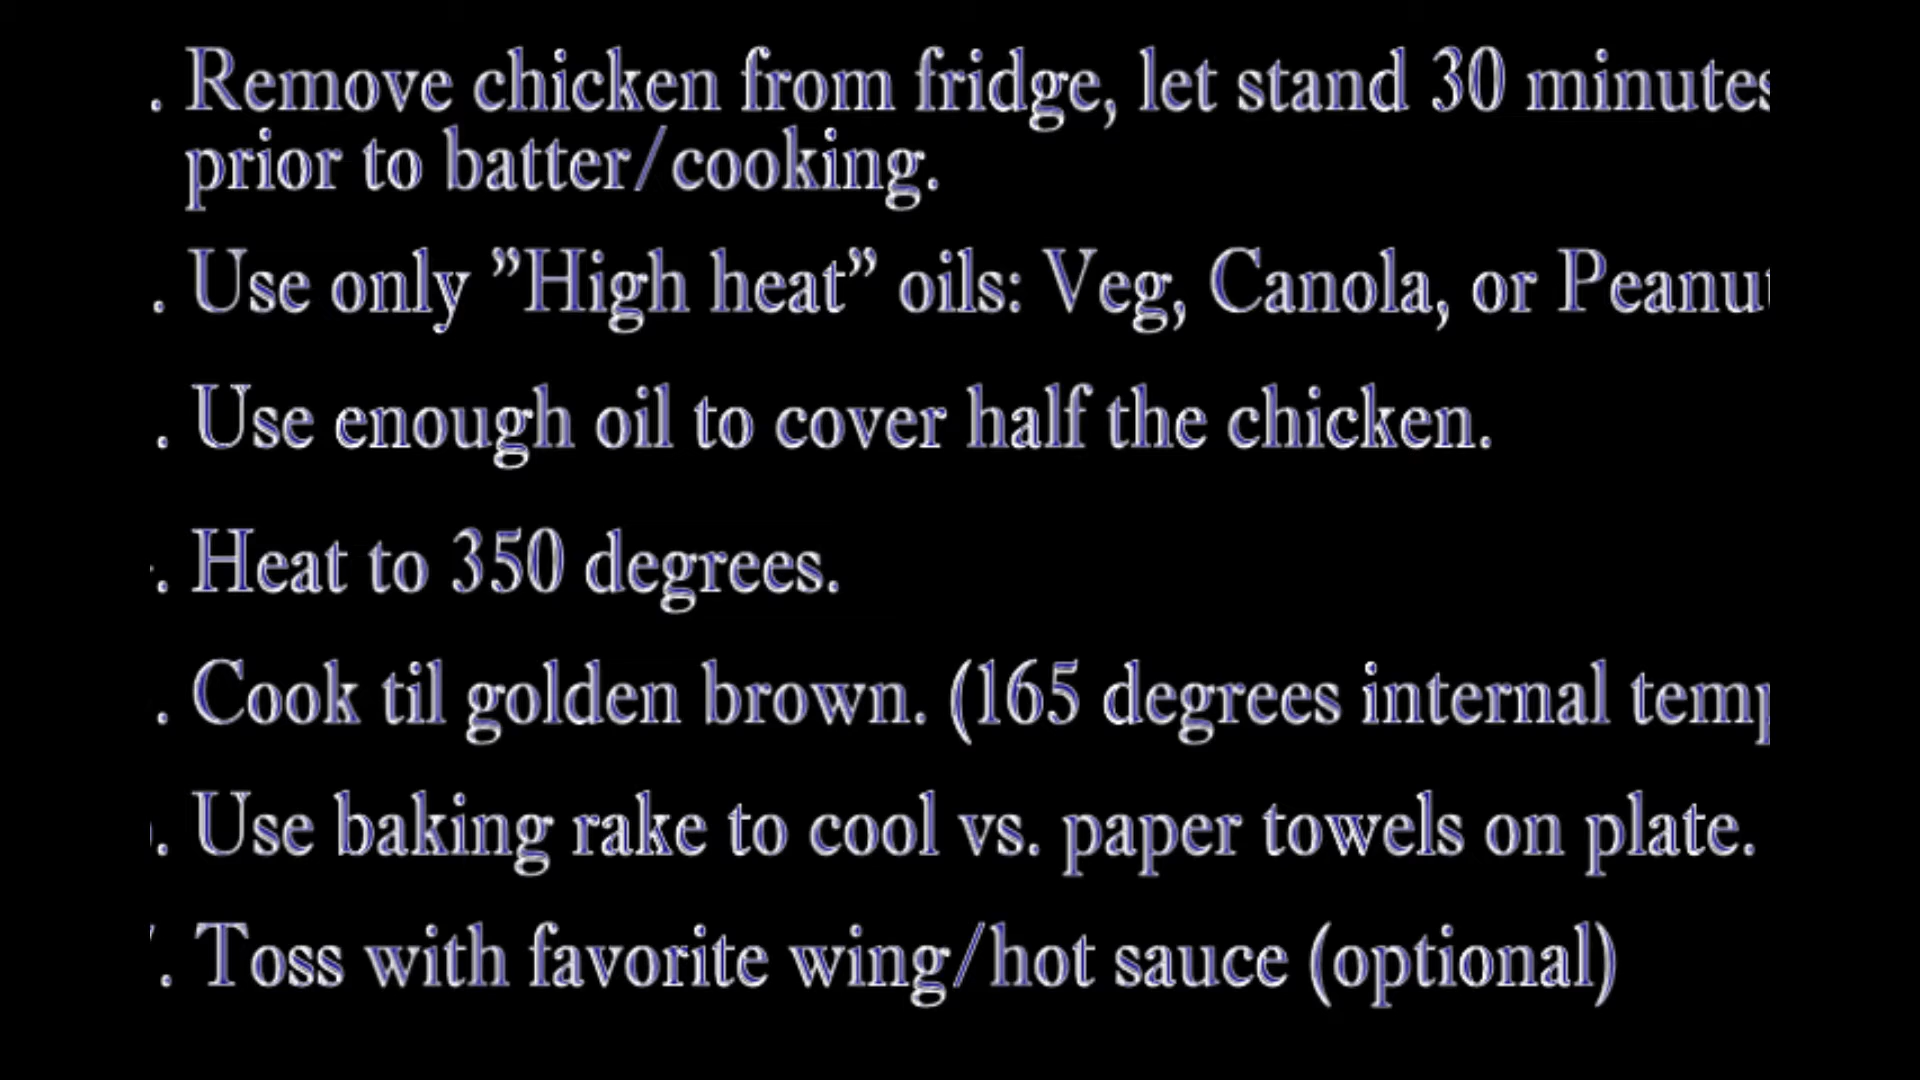 . Remove chicken from fridge, let stand 30 minutes
prior to batter/cooking.
. Use only ”High heat” oils: Veg, Canola, or Peanut
. Use enough oil to cover half the chicken.
. Heat to 350 degrees.
. Cook til golden brown. (165 degrees internal temp
. Use baking rake to cool vs. paper towels on plate.
. Toss with favorite wing/hot sauce (optional)